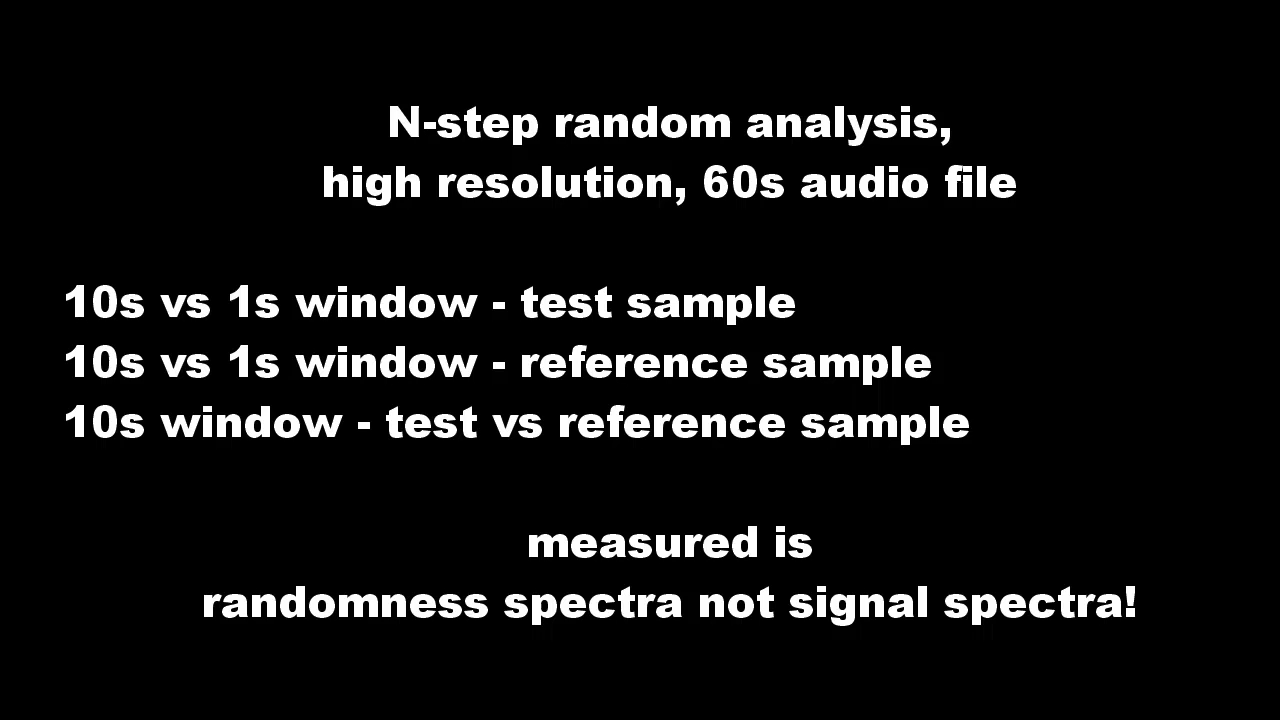 N-step random analysis,
high resolution, 60s audio file
10s vs 1s window - test sample
10s vs 1s window - reference sample
10s window - test vs reference sample
measured is
randomness spectra not signal spectra!